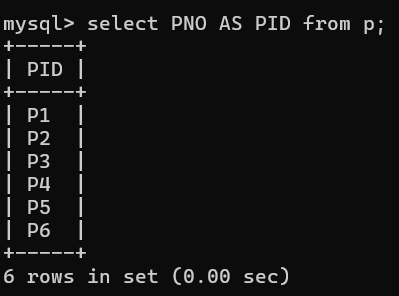 mysql> select PNO AS PID from p;
+-----+
| PID |
+-----+
| P1  |
| P2  |
| P3  |
| P4  |
| P5  |
| P6  |
+-----+
6 rows in set (0.00 sec)